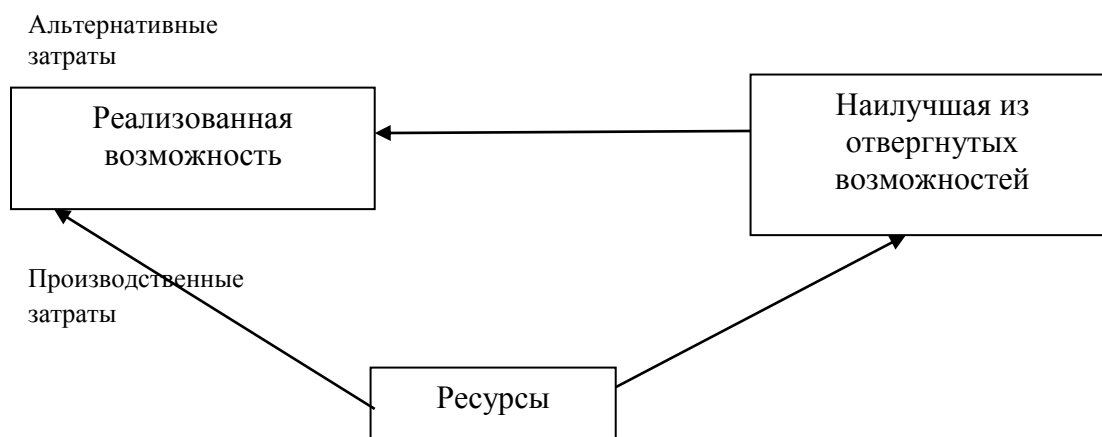 Альтернативные
затраты
Реализованная
возможность
Наилучшая из
отвергнутых
возможностей
Производственные
затраты
Ресурсы